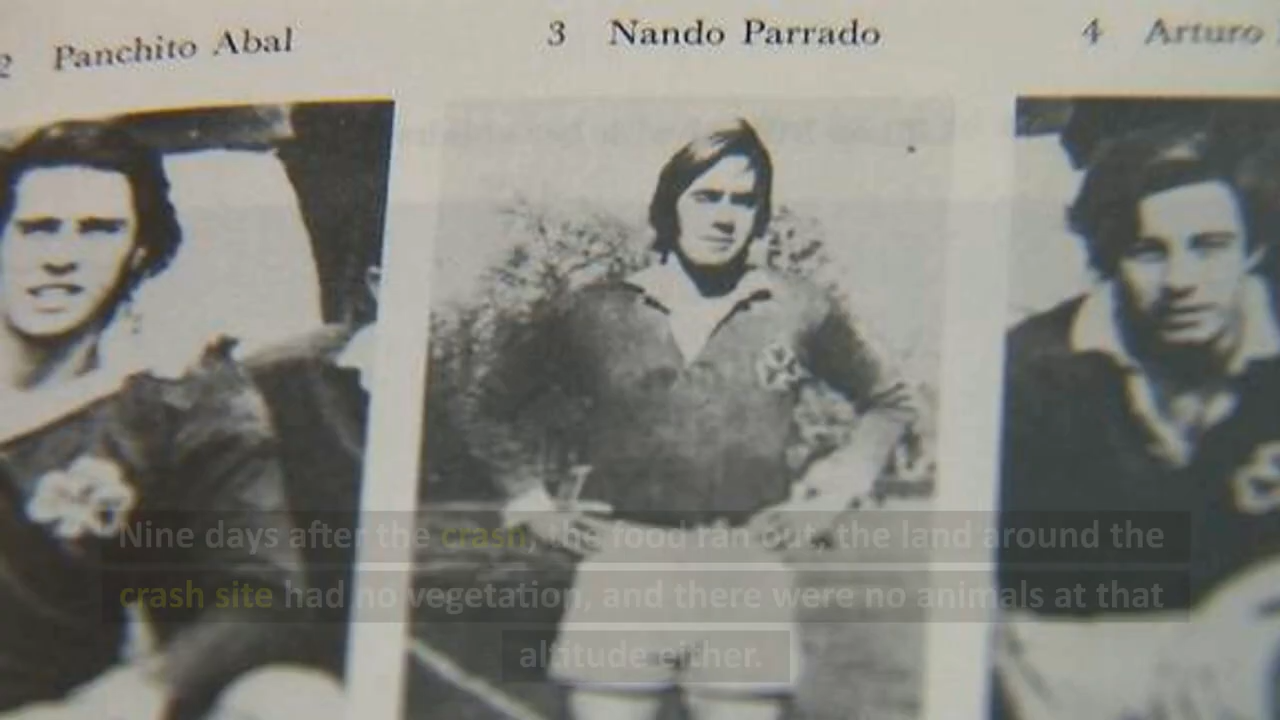 2 Panchito Abal
3 Nando Parrado
4 Arturo
Nine days after the crash, the food ran out. the land around the
crash site had no vegetation, and there were no animals at that
altitude either.